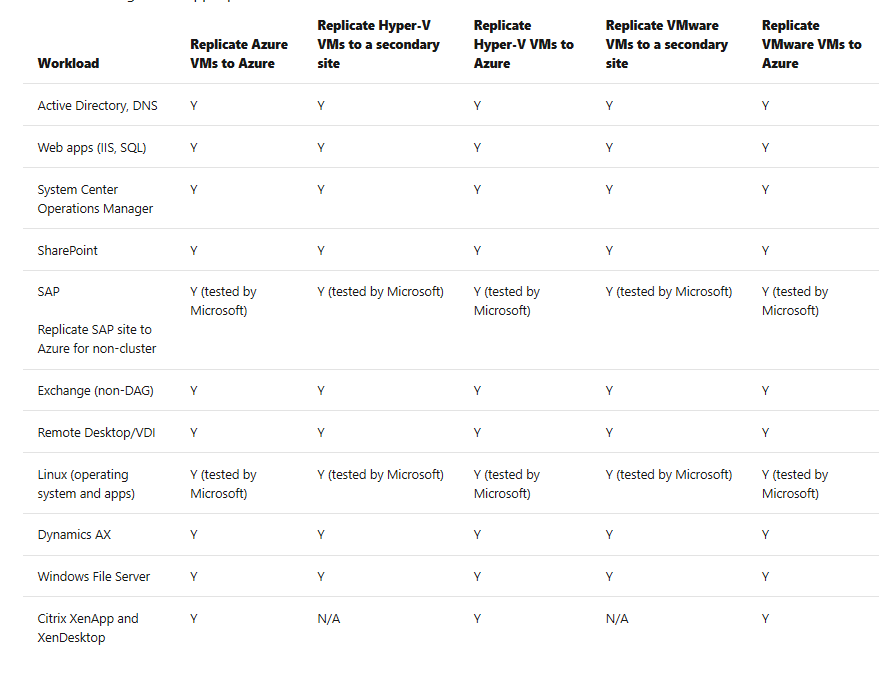 Workload
Replicate Azure
VMs to Azure
Replicate Hyper-V
VMs to a secondary
site
Replicate
Hyper-V VMs to
Azure
Replicate VMware
VMs to a secondary
site
Replicate
VMware VMs to
Azure
Active Directory, DNS Y Y Y Y Y
Web apps (IIS, SQL) Y Y Y Y Y
System Center
Operations Manager
Y Y Y Y Y
SharePoint Y Y Y Y Y
SAP
Replicate SAP site to
Azure for non-cluster
Y (tested by
Microsoft)
Y (tested by Microsoft)
Y (tested by
Microsoft)
Y (tested by Microsoft)
Y (tested by
Microsoft)
Exchange (non-DAG) Y Y Y Y Y
Remote Desktop/VDI Y Y Y Y Y
Linux (operating
system and apps)
Y (tested by
Microsoft)
Y (tested by Microsoft)
Y (tested by
Microsoft)
Y (tested by Microsoft)
Y (tested by
Microsoft)
Dynamics AX Y Y Y Y Y
Windows File Server Y Y Y Y Y
Citrix XenApp and
XenDesktop
Y N/A Y N/A Y